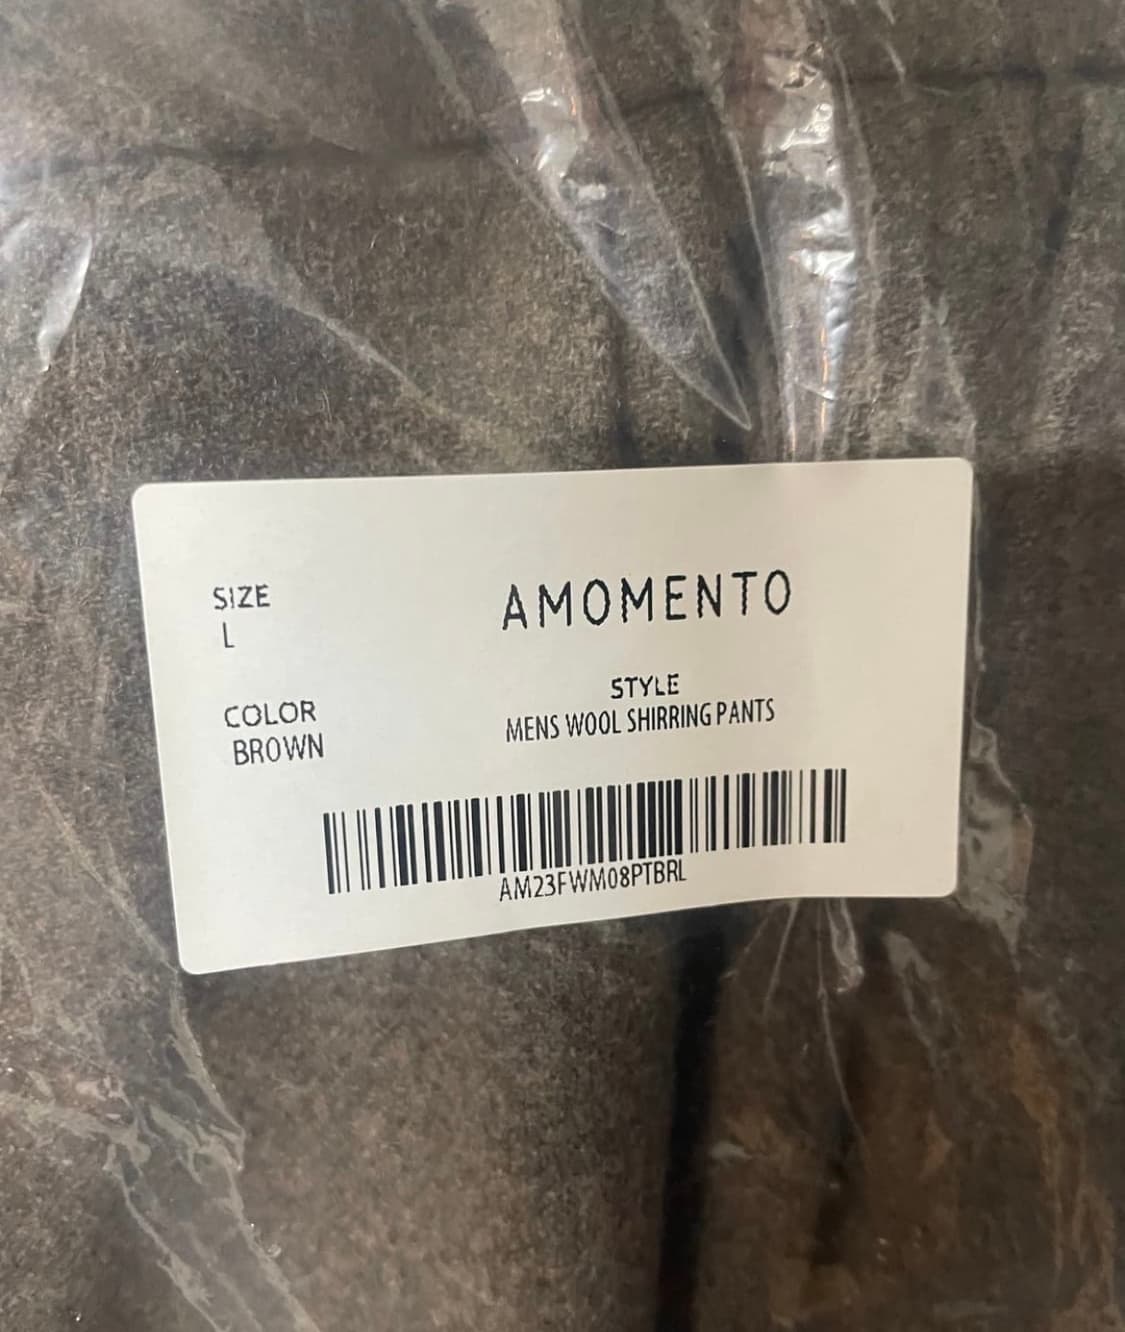 SIZE
L
COLOR
BROWN
AMOMENTO
STYLE
MENS WOOL SHIRRING PANTS
AM23FWM08PTBRL